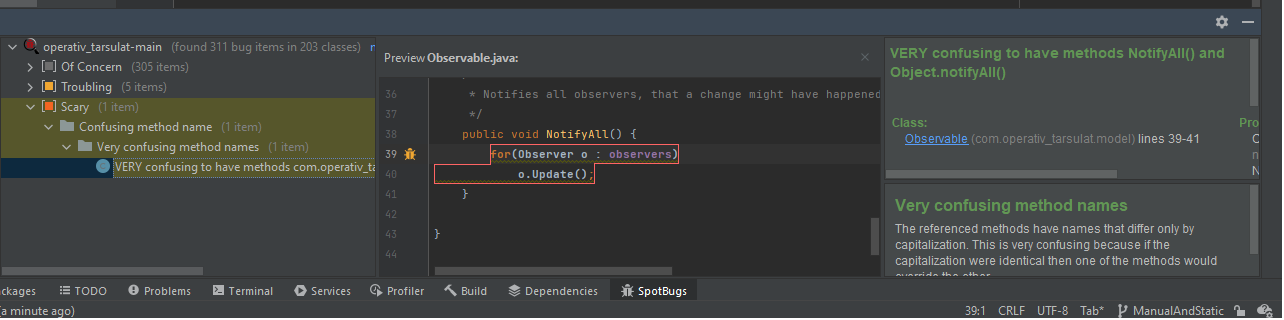 operativ_tarsulat-main (found 311 bug items in 203 classes)
Of Concern (305 items)
Troubling (5 items)
Scary (1 item)
Confusing method name (1 item)
Very confusing method names (1 item)
VERY confusing to have methods com.operativ_ta
Preview Observable.java:
36 * Notifies all observers, that a change might have happened
37 */
38 public void NotifyAll() {
39 for(Observer o : observers)
40 o.Update();
41 }
42
43 }
44
VERY confusing to have methods NotifyAll() and
Object.notifyAll()
Class:
Observable (com.operativ_tarsulat.model) lines 39-41
Very confusing method names
The referenced methods have names that differ only by
capitalization. This is very confusing because if the
capitalization were identical then one of the methods would
override the other
ckages TODO Problems Terminal Services Profiler Build Dependencies SpotBugs
(a minute ago) 39:1 CRLF UTF-8 Tab* ManualAndStatic